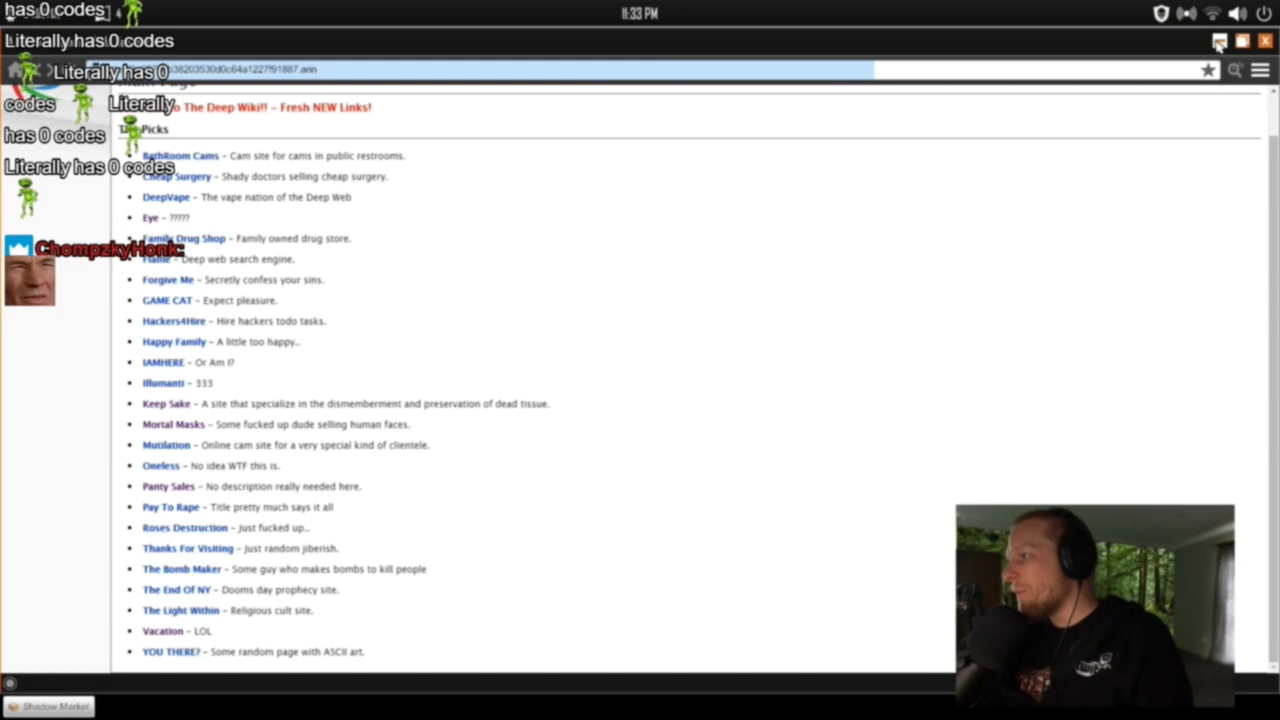 has 0 codes
4
11:33 PM
Literally has 0 codes
b38203530d0c64a1227f91887.ann
Literally has 0
codes Literally
has 0 codes
Literally has 0 codes
ChompzkyHonk:
Main Page
To The Deep Wiki!! – Fresh NEW Links!
Picks
BathRoom Cams – Cam site for cams in public restrooms.
Cheap Surgery – Shady doctors selling cheap surgery.
DeepVape – The vape nation of the Deep Web
Eye – ?????
Family Drug Shop – Family owned drug store.
Flame – Deep web search engine.
Forgive Me – Secretly confess your sins.
GAME CAT – Expect pleasure.
Hackers4Hire – Hire hackers todo tasks.
Happy Family – A little too happy..
IAMHERE – Or Am I?
Illumanti – 333
Keep Sake – A site that specialize in the dismemberment and preservation of dead tissue.
Mortal Masks – Some fucked up dude selling human faces.
Mutilation – Online cam site for a very special kind of clientele.
Oneless – No idea WTF this is.
Panty Sales – No description really needed here.
Pay To Rape – Title pretty much says it all
Roses Destruction – Just fucked up..
Thanks For Visiting – Just random jiberish.
The Bomb Maker – Some guy who makes bombs to kill people
The End Of NY – Dooms day prophecy site.
The Light Within – Religious cult site.
Vacation – LOL
YOU THERE? – Some random page with ASCII art.
Shadow Market